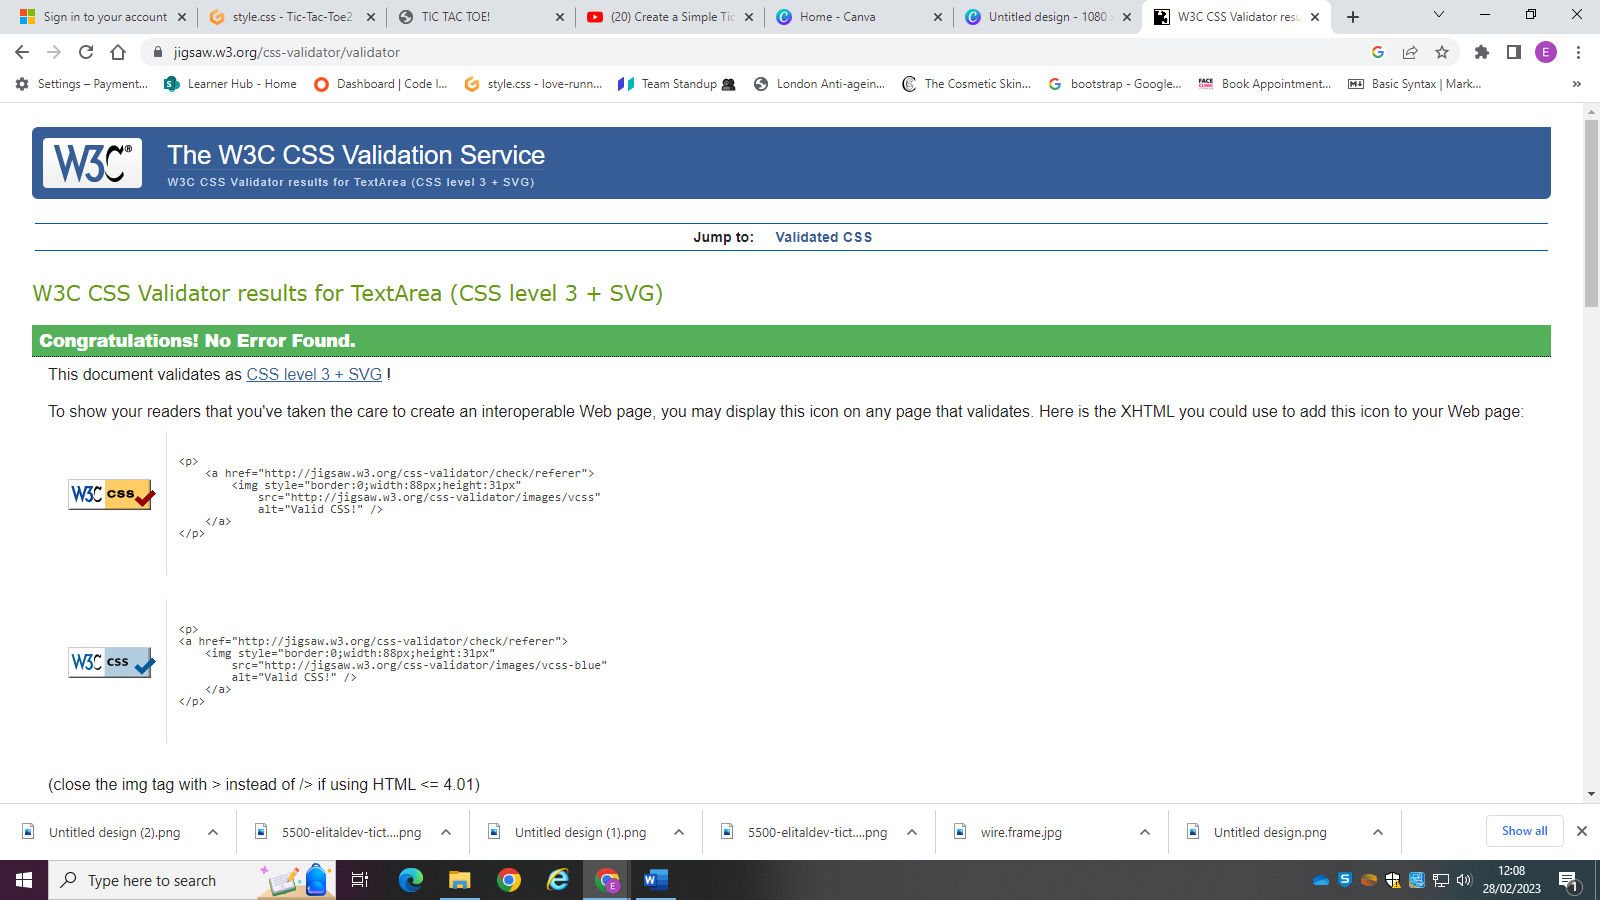 Sign in to your account
style.css - Tic-Tac-Toe2
TIC TAC TOE!
(20) Create a Simple Tic
Home - Canva
Untitled design - 1080
W3C CSS Validator resu
jigsaw.w3.org/css-validator/validator
E
Settings – Payment...
Learner Hub - Home
Dashboard | Code I...
style.css - love-runn...
Team Standup
London Anti-agein...
The Cosmetic Skin...
bootstrap - Google...
FACE
Book Appointment...
Basic Syntax | Mark...
»
W3C®
The W3C CSS Validation Service
W3C CSS Validator results for TextArea (CSS level 3 + SVG)
Jump to: Validated CSS
W3C CSS Validator results for TextArea (CSS level 3 + SVG)
Congratulations! No Error Found.
This document validates as CSS level 3 + SVG !
To show your readers that you've taken the care to create an interoperable Web page, you may display this icon on any page that validates. Here is the XHTML you could use to add this icon to your Web page:
W3C css
<p>
<a href="http://jigsaw.w3.org/css-validator/check/referer">
<img style="border:0;width:88px;height:31px"
src="http://jigsaw.w3.org/css-validator/images/vcss"
alt="Valid CSS!" />
</a>
</p>
W3C css
<p>
<a href="http://jigsaw.w3.org/css-validator/check/referer">
<img style="border:0;width:88px;height:31px"
src="http://jigsaw.w3.org/css-validator/images/vcss-blue"
alt="Valid CSS!" />
</a>
</p>
(close the img tag with > instead of /> if using HTML <= 4.01)
Untitled design (2).png
5500-elitaldev-tict....png
Untitled design (1).png
5500-elitaldev-tict....png
wire.frame.jpg
Untitled design.png
Show all
Type here to search
12:08
28/02/2023
1